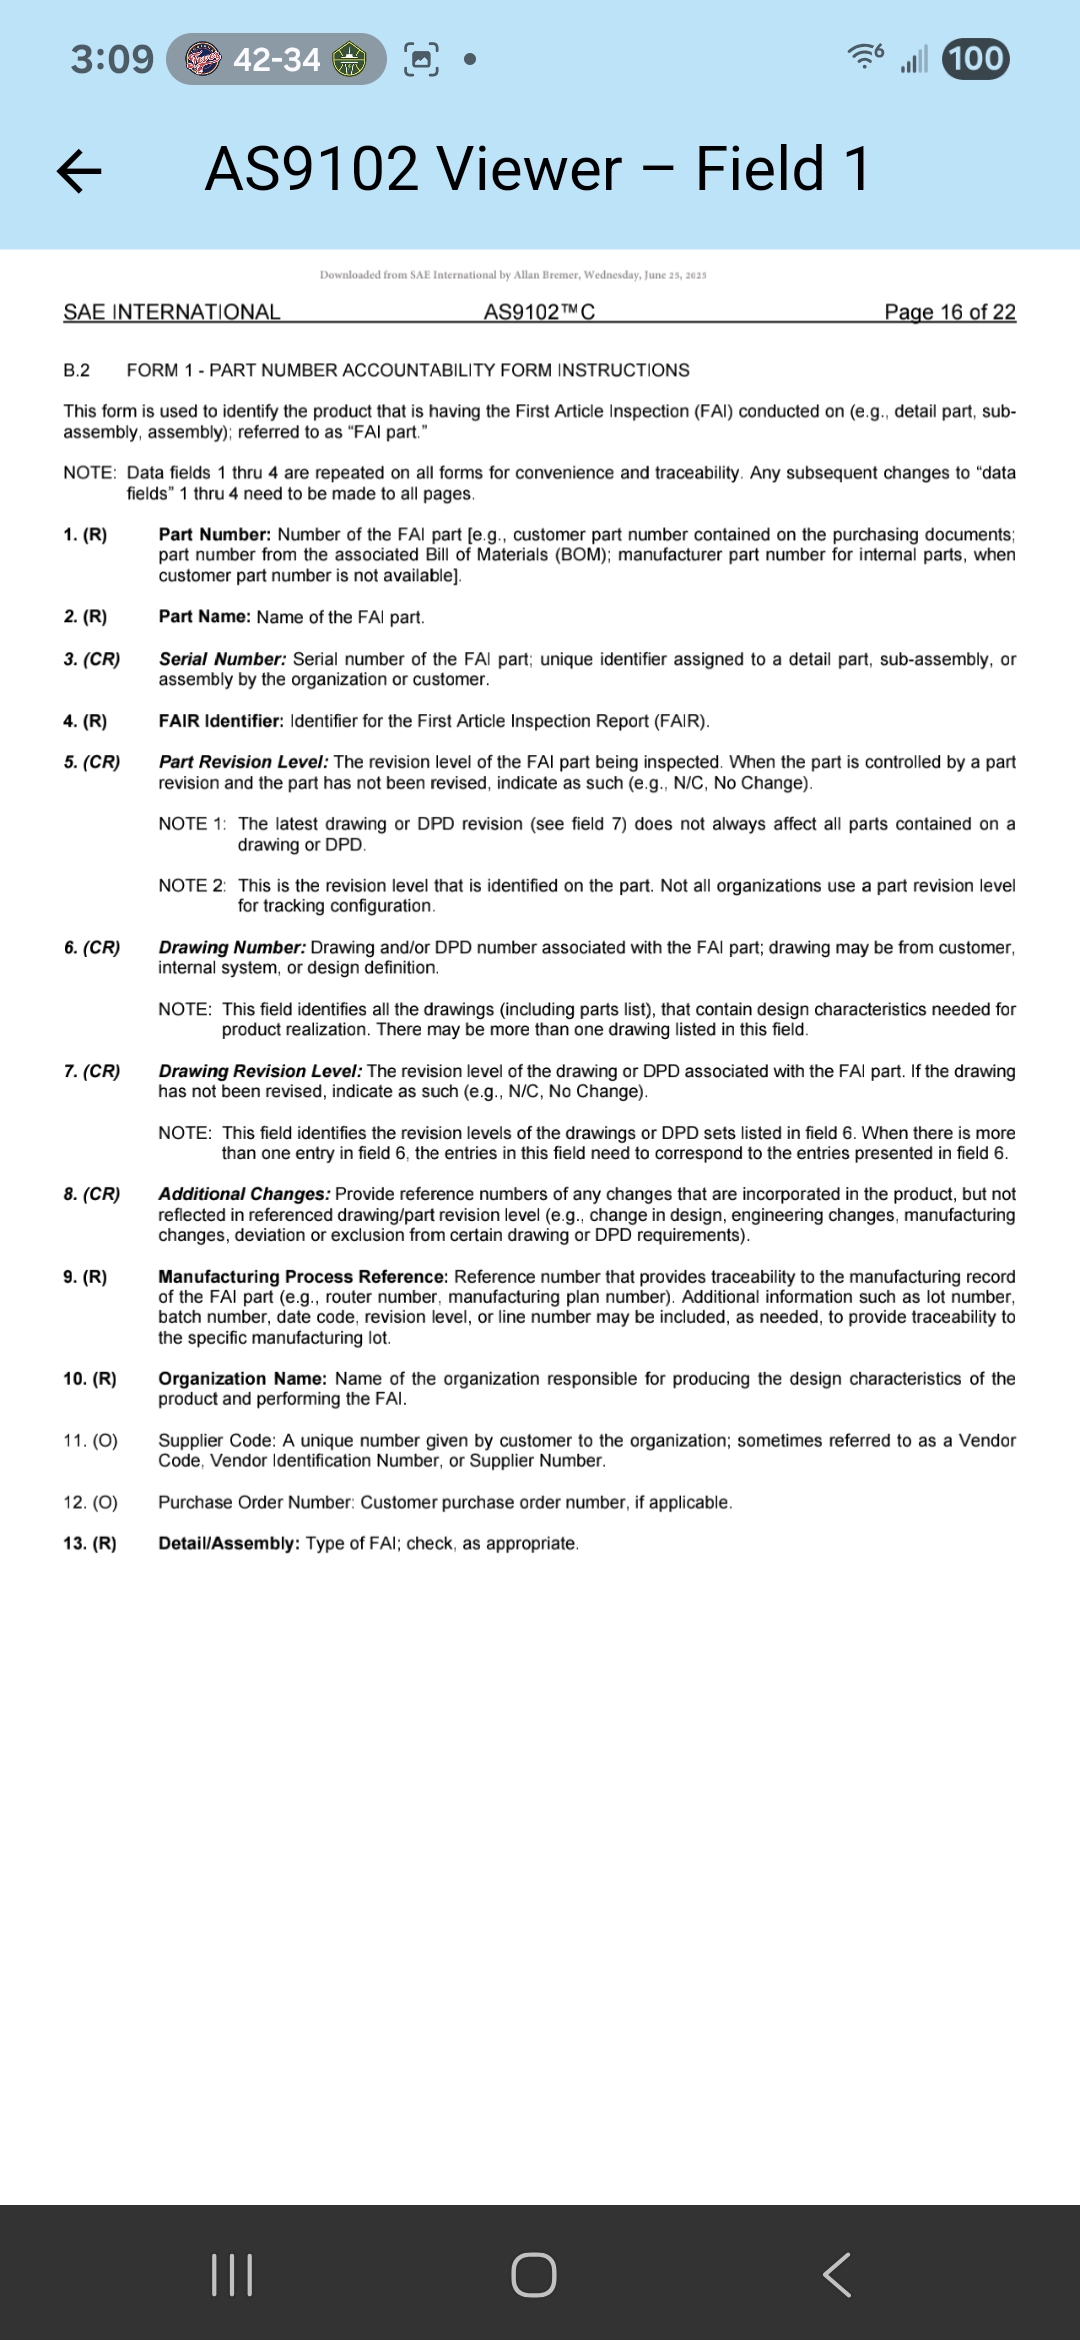 3:09 42-34 6 100
AS9102 Viewer – Field 1
Downloaded from SAE International by Allan Bremer, Wednesday, June 25, 2025
SAE INTERNATIONAL AS9102™C Page 16 of 22
B.2 FORM 1 - PART NUMBER ACCOUNTABILITY FORM INSTRUCTIONS
This form is used to identify the product that is having the First Article Inspection (FAI) conducted on (e.g., detail part, sub-
assembly, assembly); referred to as “FAI part.”
NOTE: Data fields 1 thru 4 are repeated on all forms for convenience and traceability. Any subsequent changes to “data
fields” 1 thru 4 need to be made to all pages.
1. (R) Part Number: Number of the FAI part [e.g., customer part number contained on the purchasing documents;
part number from the associated Bill of Materials (BOM); manufacturer part number for internal parts, when
customer part number is not available].
2. (R) Part Name: Name of the FAI part.
3. (CR) Serial Number: Serial number of the FAI part; unique identifier assigned to a detail part, sub-assembly, or
assembly by the organization or customer.
4. (R) FAIR Identifier: Identifier for the First Article Inspection Report (FAIR).
5. (CR) Part Revision Level: The revision level of the FAI part being inspected. When the part is controlled by a part
revision and the part has not been revised, indicate as such (e.g., N/C, No Change).
NOTE 1: The latest drawing or DPD revision (see field 7) does not always affect all parts contained on a
drawing or DPD.
NOTE 2: This is the revision level that is identified on the part. Not all organizations use a part revision level
for tracking configuration.
6. (CR) Drawing Number: Drawing and/or DPD number associated with the FAI part; drawing may be from customer,
internal system, or design definition.
NOTE: This field identifies all the drawings (including parts list), that contain design characteristics needed for
product realization. There may be more than one drawing listed in this field.
7. (CR) Drawing Revision Level: The revision level of the drawing or DPD associated with the FAI part. If the drawing
has not been revised, indicate as such (e.g., N/C, No Change).
NOTE: This field identifies the revision levels of the drawings or DPD sets listed in field 6. When there is more
than one entry in field 6, the entries in this field need to correspond to the entries presented in field 6.
8. (CR) Additional Changes: Provide reference numbers of any changes that are incorporated in the product, but not
reflected in referenced drawing/part revision level (e.g., change in design, engineering changes, manufacturing
changes, deviation or exclusion from certain drawing or DPD requirements).
9. (R) Manufacturing Process Reference: Reference number that provides traceability to the manufacturing record
of the FAI part (e.g., router number, manufacturing plan number). Additional information such as lot number,
batch number, date code, revision level, or line number may be included, as needed, to provide traceability to
the specific manufacturing lot.
10. (R) Organization Name: Name of the organization responsible for producing the design characteristics of the
product and performing the FAI.
11. (O) Supplier Code: A unique number given by customer to the organization; sometimes referred to as a Vendor
Code, Vendor Identification Number, or Supplier Number.
12. (O) Purchase Order Number: Customer purchase order number, if applicable.
13. (R) Detail/Assembly: Type of FAI; check, as appropriate.